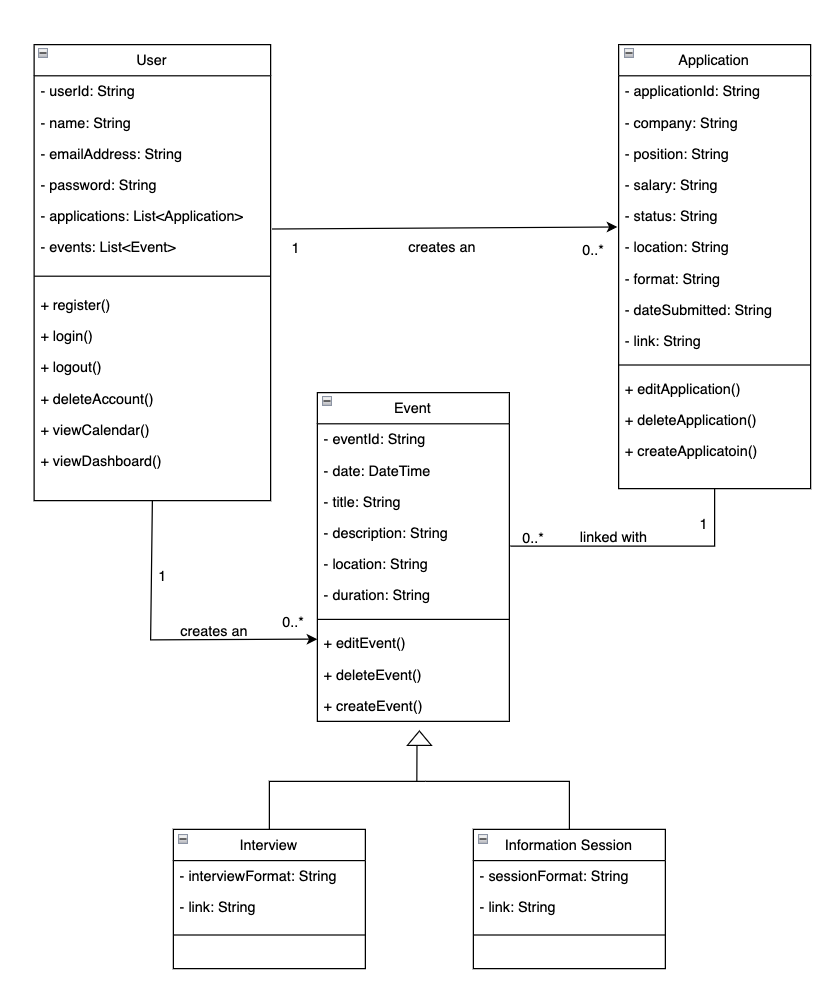 User
- userId: String
- name: String
- emailAddress: String
- password: String
- applications: List<Application>
- events: List<Event>
+ register()
+ login()
+ logout()
+ deleteAccount()
+ viewCalendar()
+ viewDashboard()
1
creates an
0..*
Application
- applicationId: String
- company: String
- position: String
- salary: String
- status: String
- location: String
- format: String
- dateSubmitted: String
- link: String
+ editApplication()
+ deleteApplication()
+ createApplicatoin()
1
linked with
0..*
1
creates an
0..*
Event
- eventId: String
- date: DateTime
- title: String
- description: String
- location: String
- duration: String
+ editEvent()
+ deleteEvent()
+ createEvent()
Interview
- interviewFormat: String
- link: String
Information Session
- sessionFormat: String
- link: String